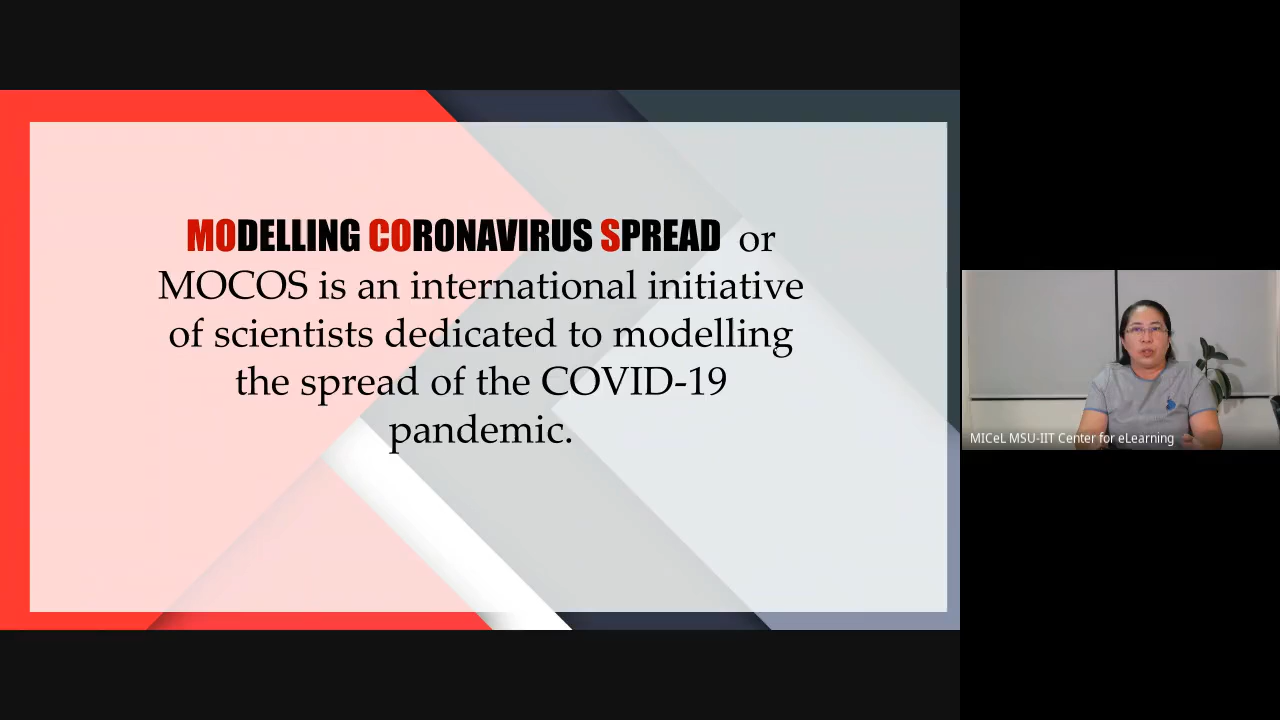 MODELLING CORONAVIRUS SPREAD or
MOCOS is an international initiative
of scientists dedicated to modelling
the spread of the COVID-19
pandemic.
MICeL MSU-IIT Center for eLearning